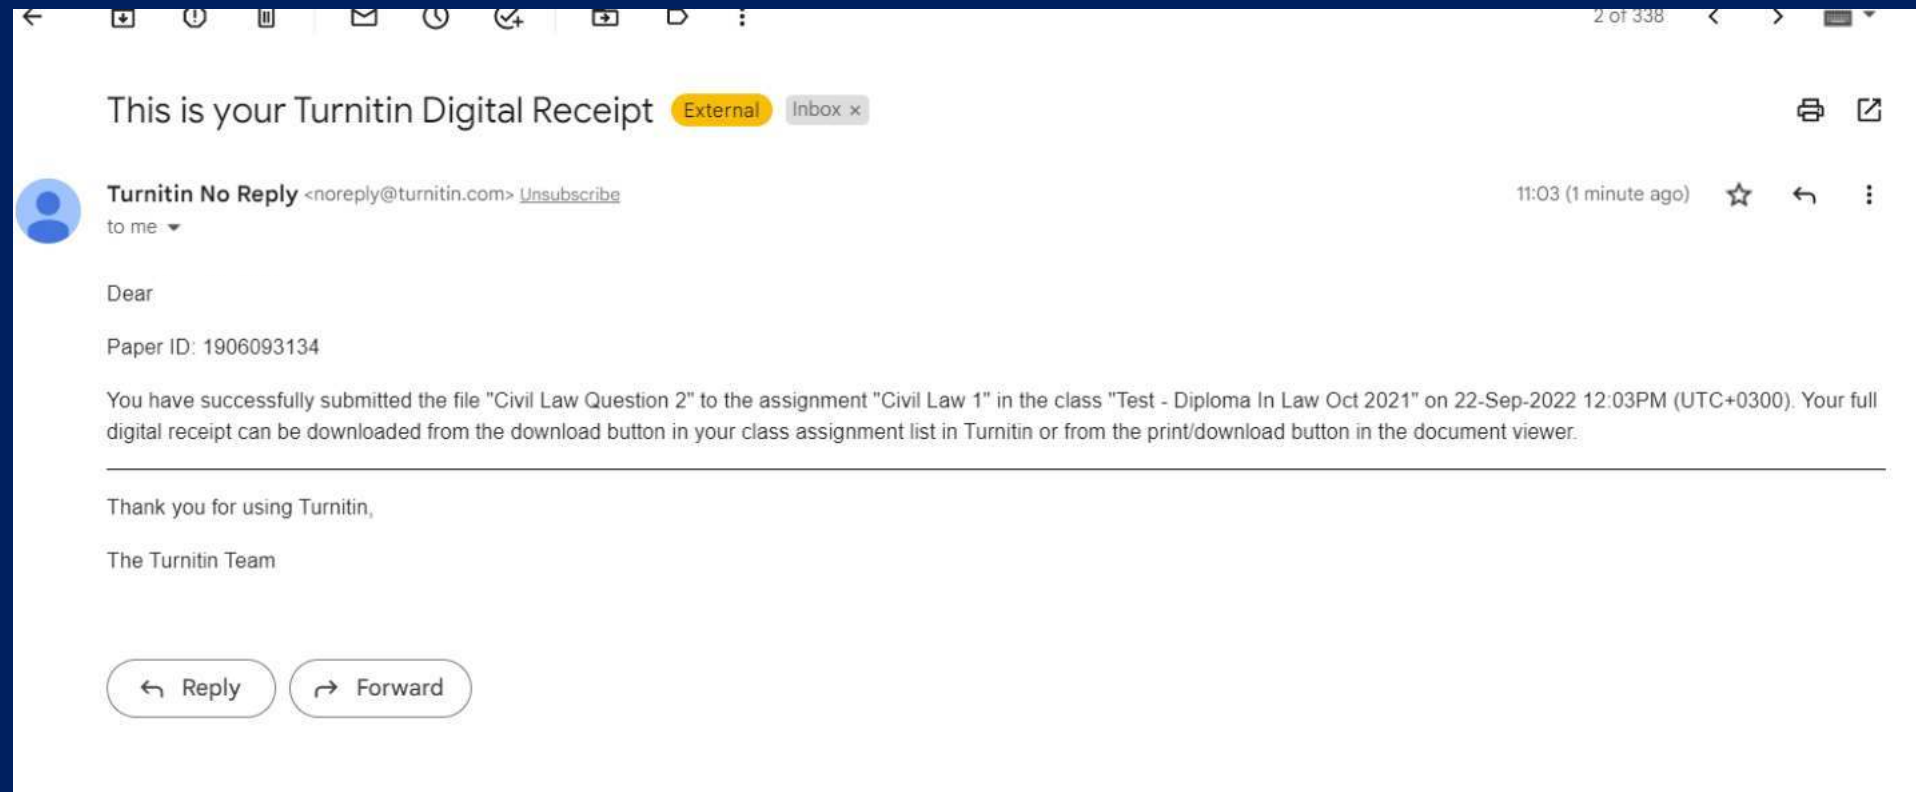 2 of 338
This is your Turnitin Digital Receipt External Inbox ×
Turnitin No Reply <noreply@turnitin.com> Unsubscribe 11:03 (1 minute ago)
to me
Dear
Paper ID: 1906093134
You have successfully submitted the file "Civil Law Question 2" to the assignment "Civil Law 1" in the class "Test - Diploma In Law Oct 2021" on 22-Sep-2022 12:03PM (UTC+0300). Your full
digital receipt can be downloaded from the download button in your class assignment list in Turnitin or from the print/download button in the document viewer.
Thank you for using Turnitin,
The Turnitin Team
Reply Forward